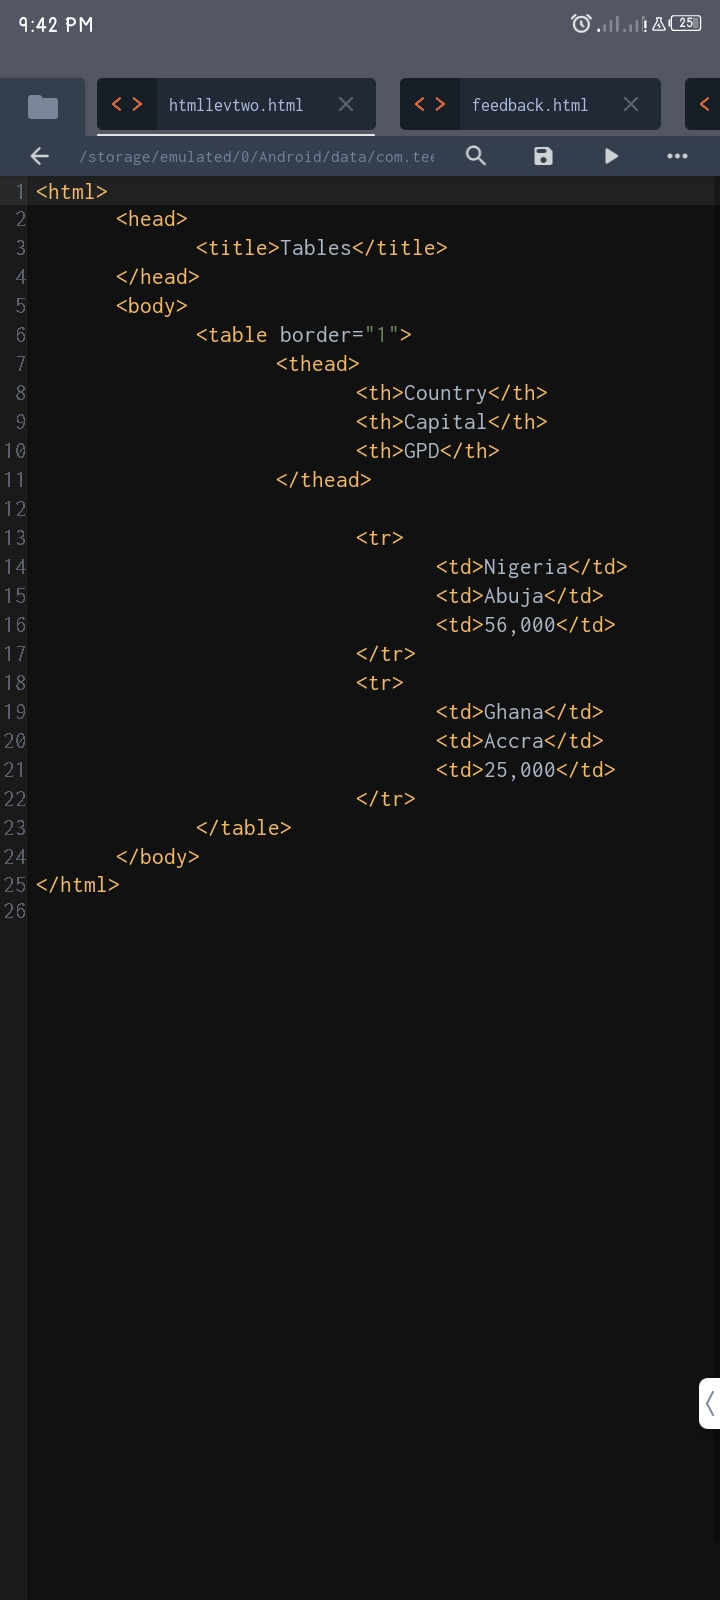 9:42 PM
25
htmllevtwo.html
feedback.html
/storage/emulated/0/Android/data/com.tee
1 <html>
2 <head>
3 <title>Tables</title>
4 </head>
5 <body>
6 <table border="1">
7 <thead>
8 <th>Country</th>
9 <th>Capital</th>
10 <th>GPD</th>
11 </thead>
12
13 <tr>
14 <td>Nigeria</td>
15 <td>Abuja</td>
16 <td>56,000</td>
17 </tr>
18 <tr>
19 <td>Ghana</td>
20 <td>Accra</td>
21 <td>25,000</td>
22 </tr>
23 </table>
24 </body>
25 </html>
26